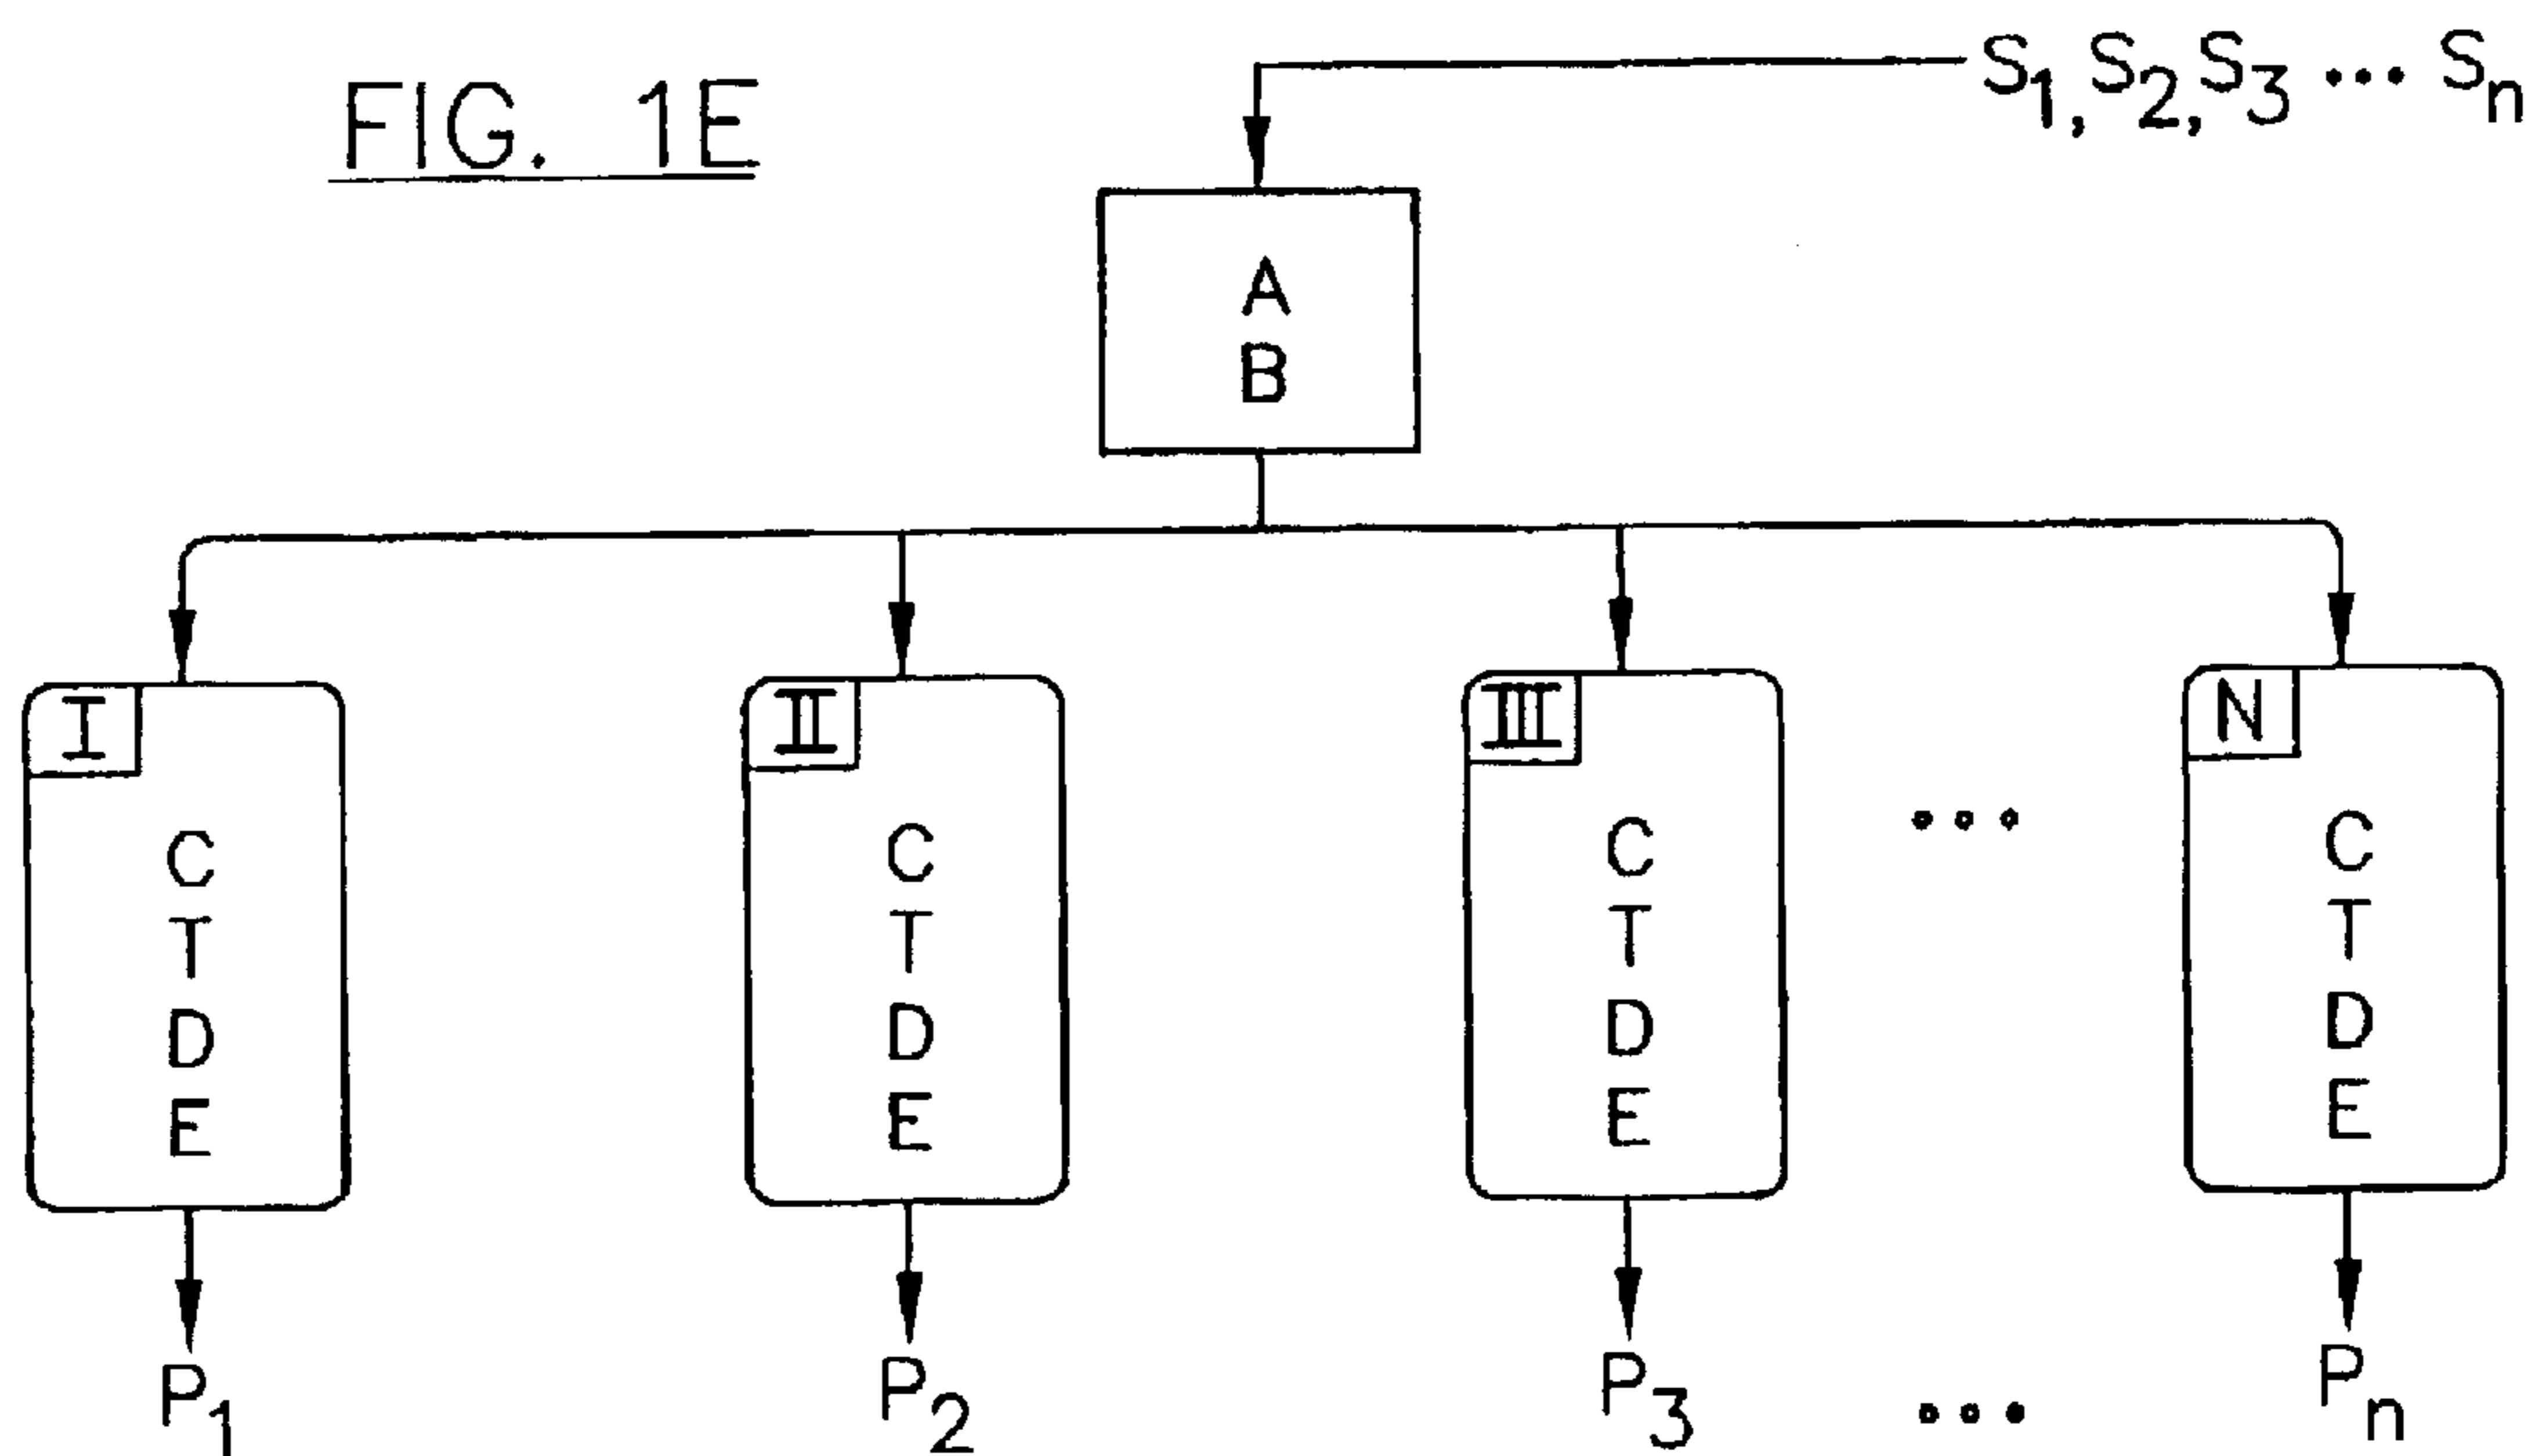 FIG. 1E
S1, S2, S3 ... Sn
A
B
I
C
T
D
E
P1
II
C
T
D
E
P2
III
C
T
D
E
P3
...
...
N
C
T
D
E
Pn